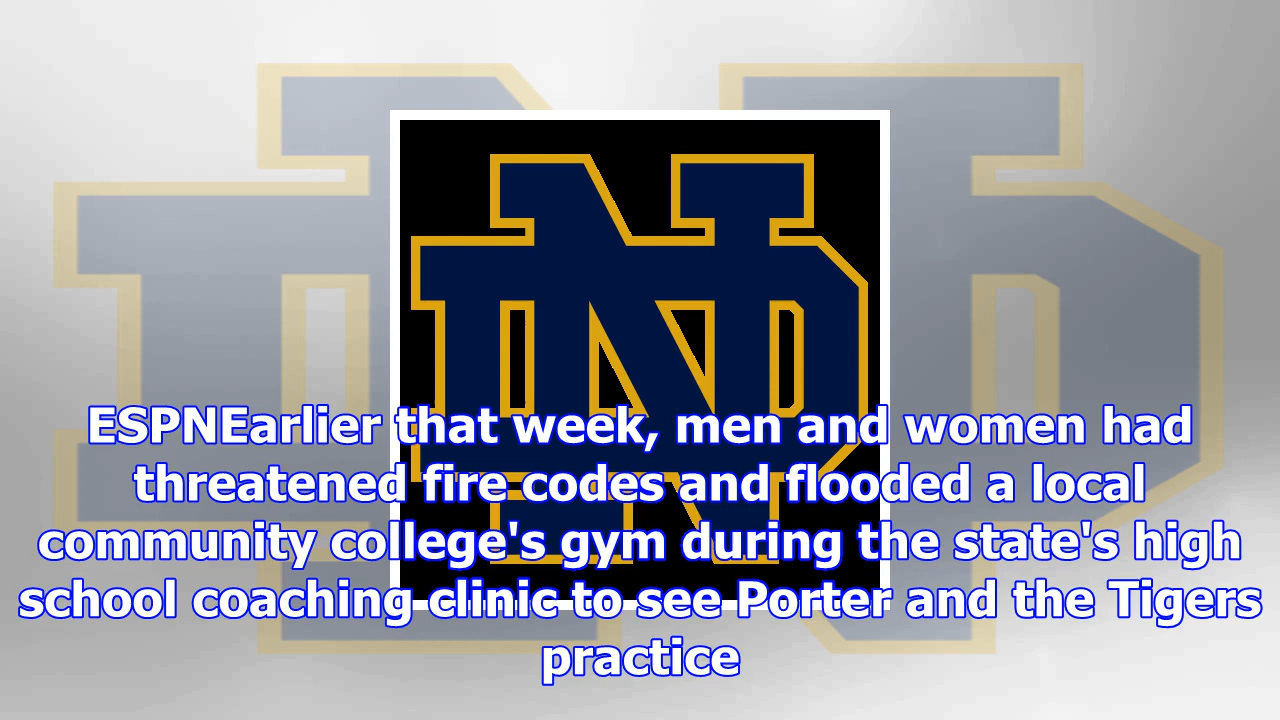 ESPNEarlier that week, men and women had
threatened fire codes and flooded a local
community college's gym during the state's high
school coaching clinic to see Porter and the Tigers
practice